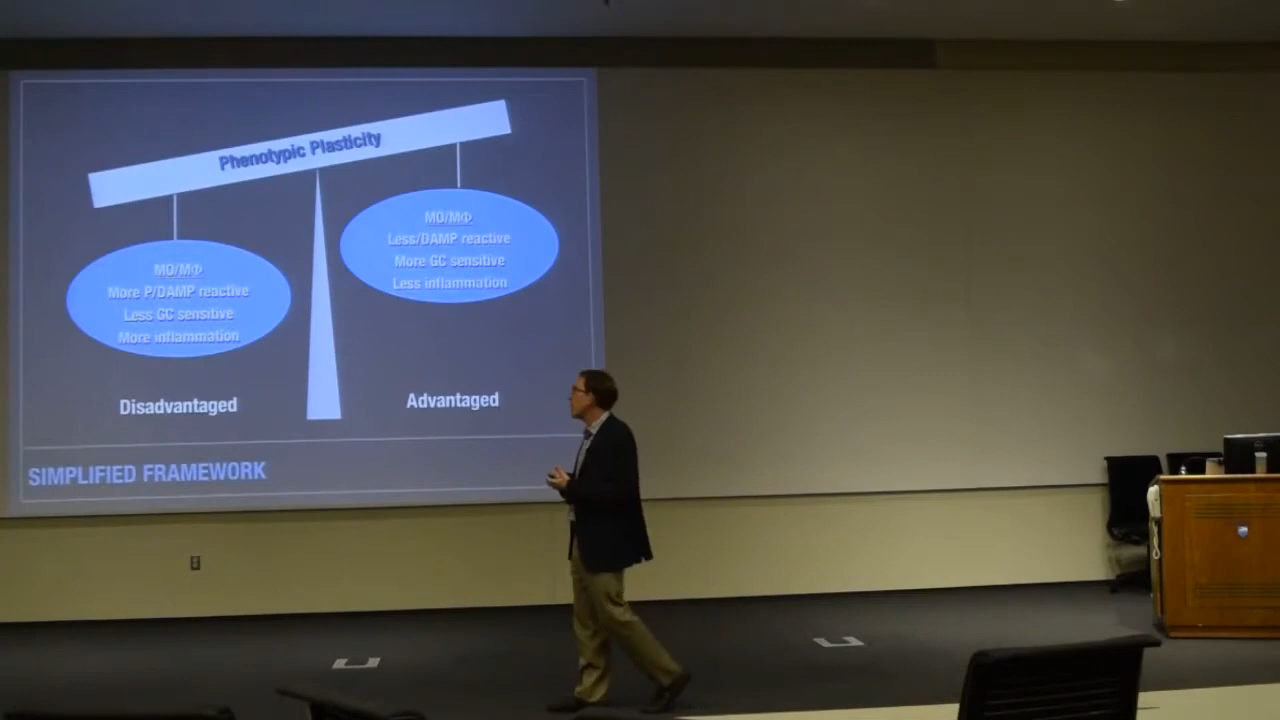 Phenotypic Plasticity
MO/MΦ
More P/DAMP reactive
Less GC sensitive
More inflammation
MO/MΦ
Less/DAMP reactive
More GC sensitive
Less inflammation
Disadvantaged
Advantaged
SIMPLIFIED FRAMEWORK